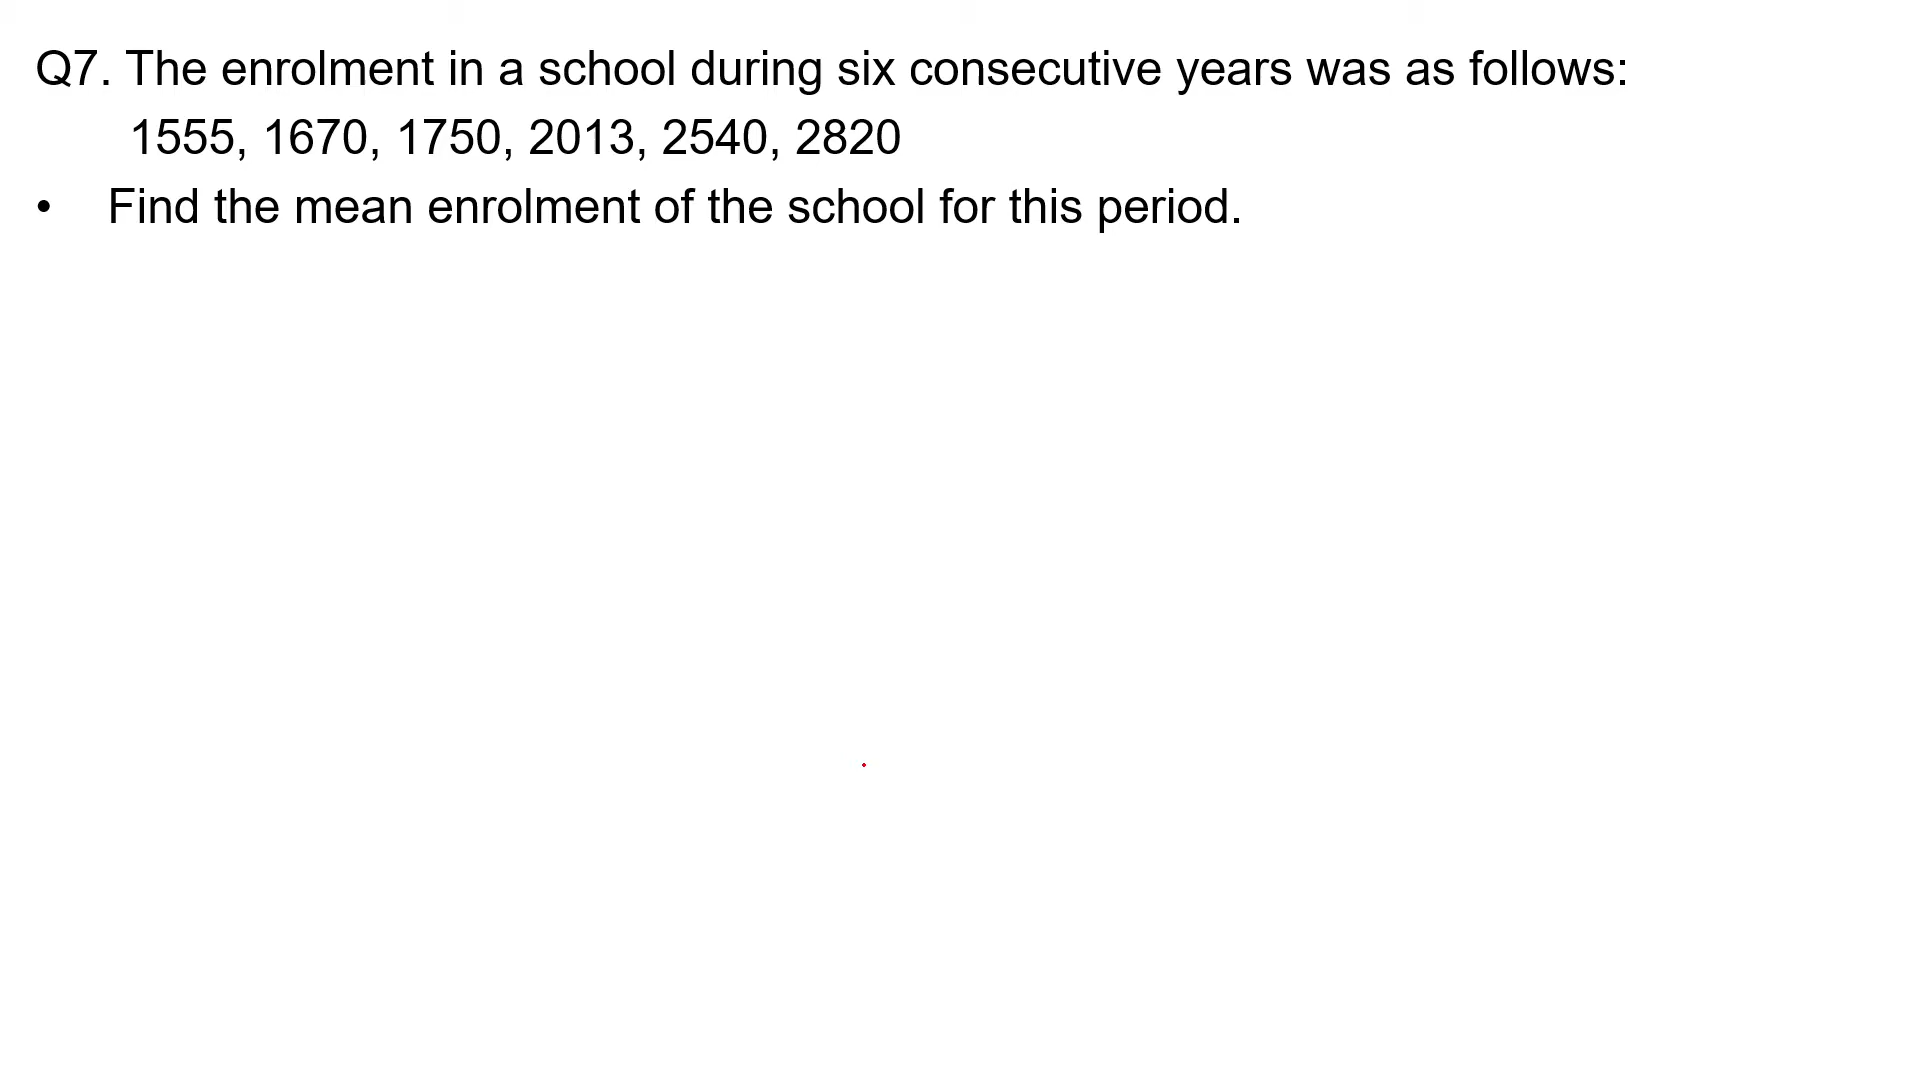 Q7. The enrolment in a school during six consecutive years was as follows:
1555, 1670, 1750, 2013, 2540, 2820
• Find the mean enrolment of the school for this period.